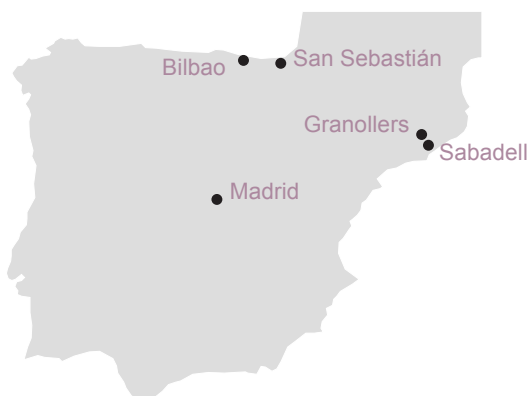 San Sebastián
Bilbao
Granollers
Sabadell
Madrid